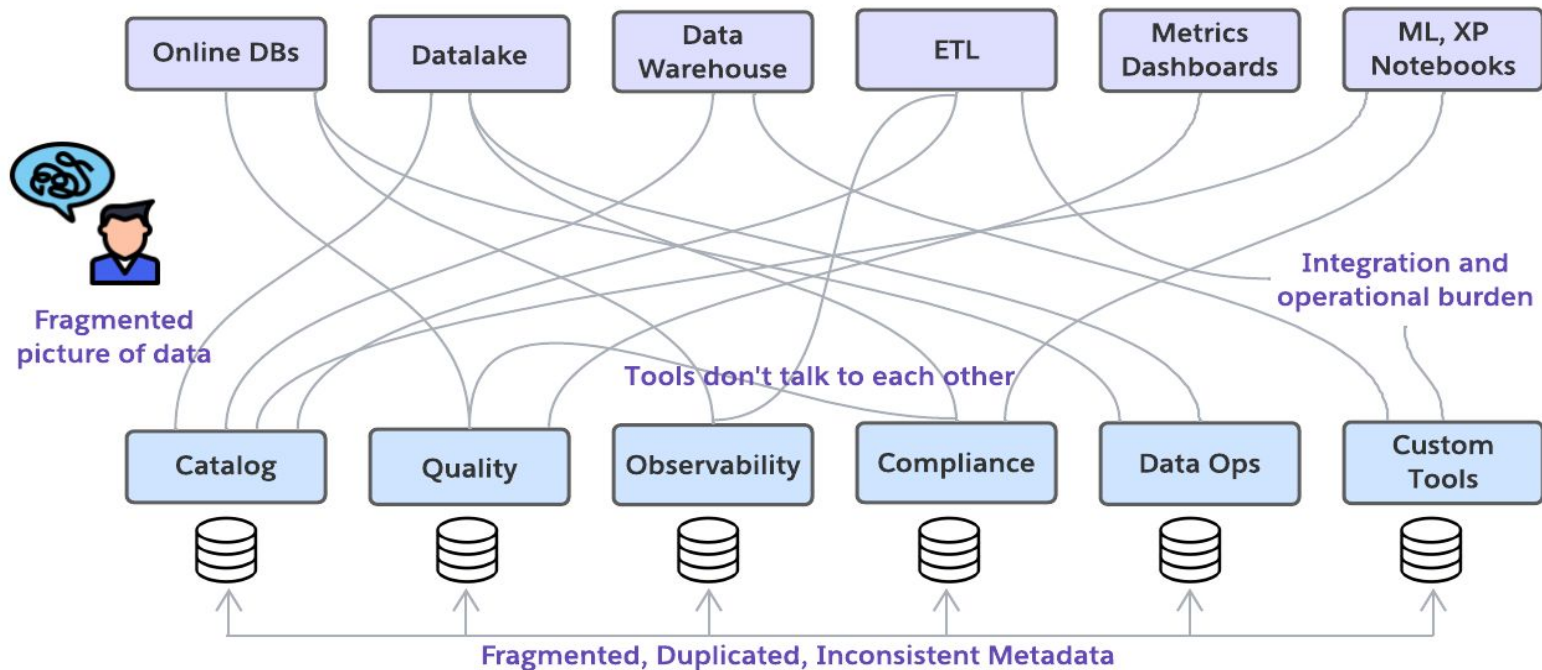 Online DBs
Datalake
Data
Warehouse
ETL
Metrics
Dashboards
ML, XP
Notebooks
Fragmented
picture of data
Integration and
operational burden
Tools don't talk to each other
Catalog
Quality
Observability
Compliance
Data Ops
Custom
Tools
Fragmented, Duplicated, Inconsistent Metadata